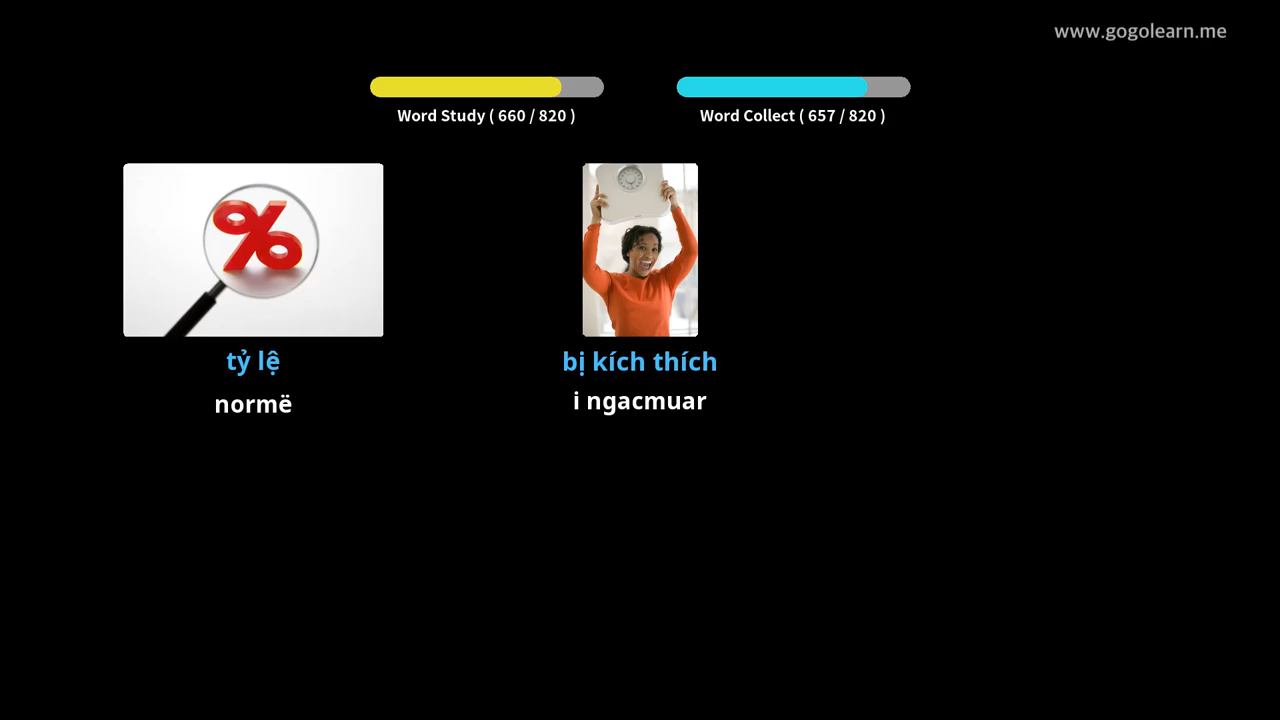 www.gogolearn.me
Word Study ( 660 / 820 )
Word Collect ( 657 / 820 )
%
tỷ lệ
normë
bị kích thích
i ngacmuar